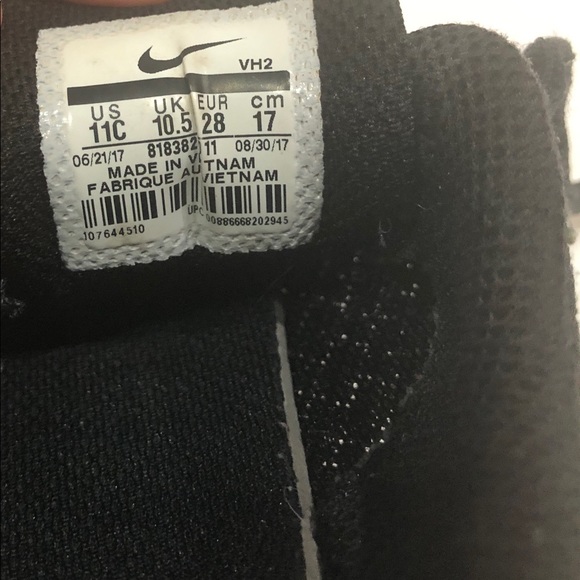 VH2
US UK EUR cm
11C 10.5 28 17
06/21/17 818382 11 08/30/17
MADE IN VIETNAM
FABRIQUE AU VIETNAM
107644510 UPC 00886668202945